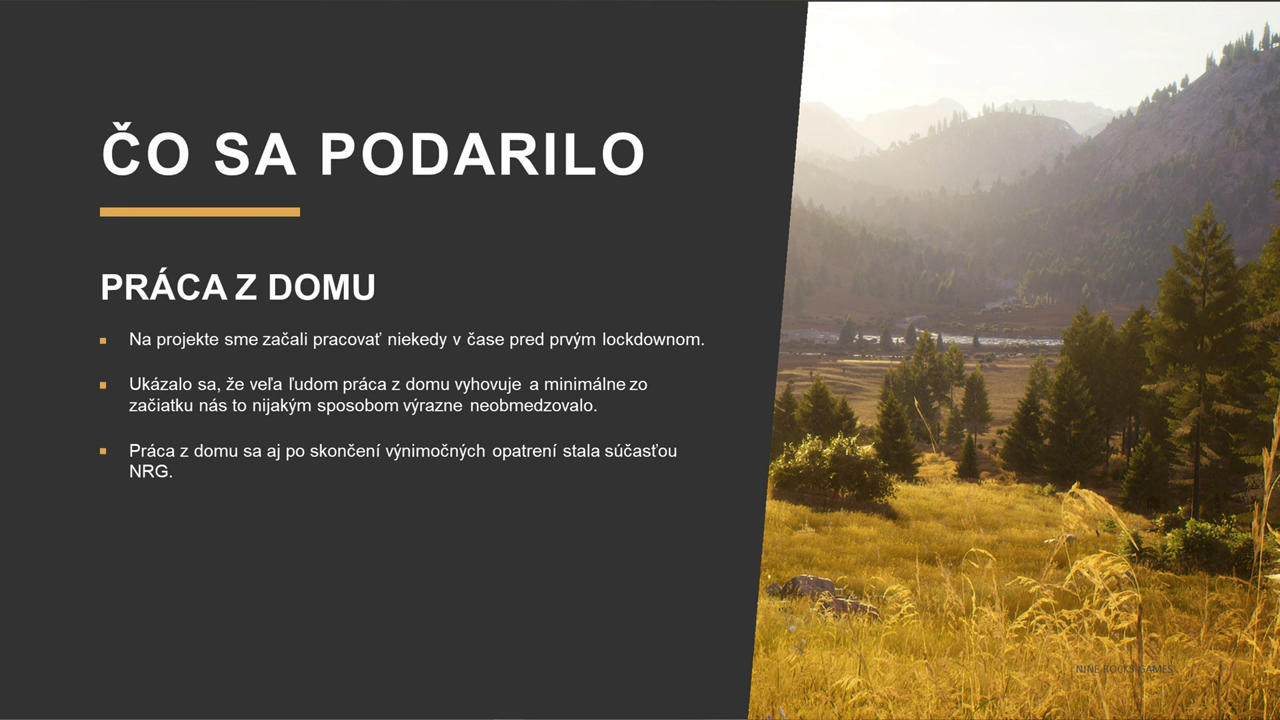 ČO SA PODARILO
PRÁCA Z DOMU
Na projekte sme začali pracovať niekedy v čase pred prvým lockdownom.
Ukázalo sa, že veľa ľudom práca z domu vyhovuje a minimálne zo
začiatku nás to nijakým sposobom výrazne neobmedzovalo.
Práca z domu sa aj po skončení výnimočných opatrení stala súčasťou
NRG.
NINE ROCKS GAMES